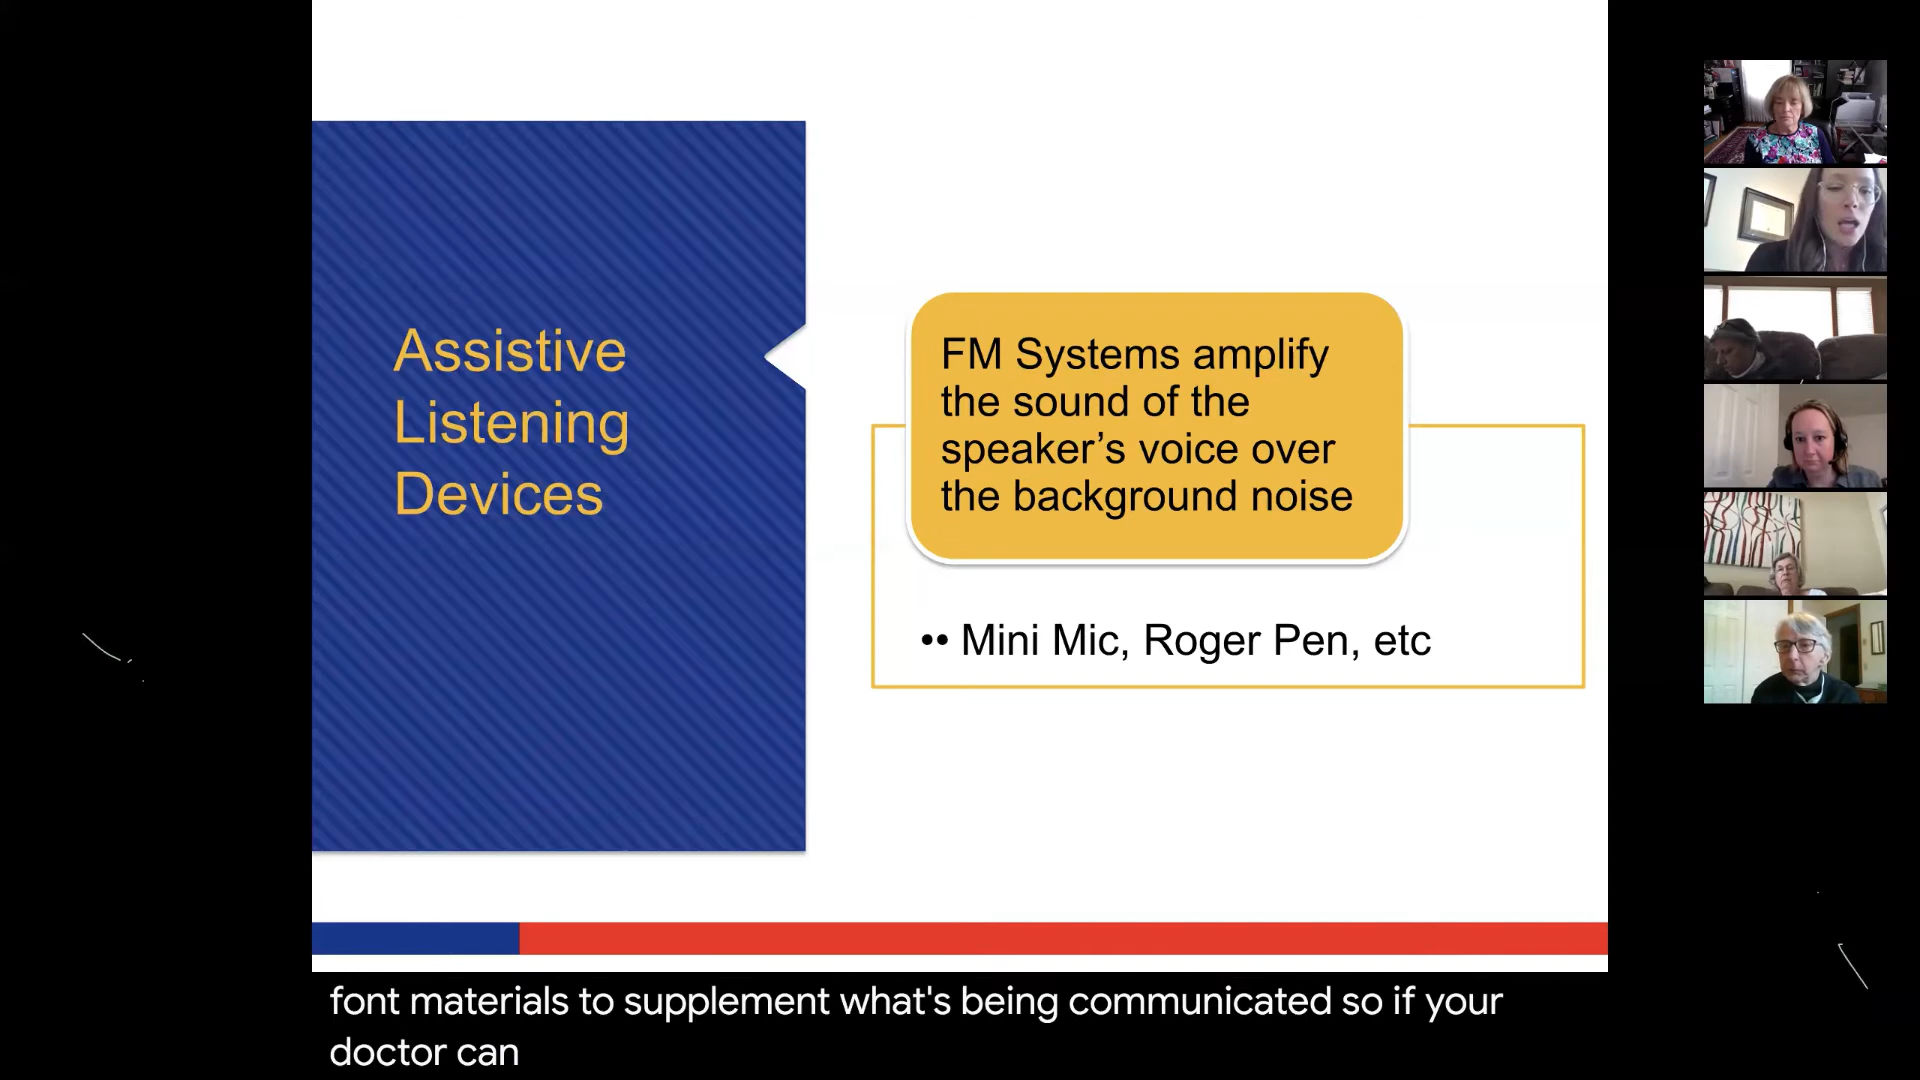 Assistive
Listening
Devices
FM Systems amplify
the sound of the
speaker’s voice over
the background noise
•• Mini Mic, Roger Pen, etc
font materials to supplement what's being communicated so if your
doctor can